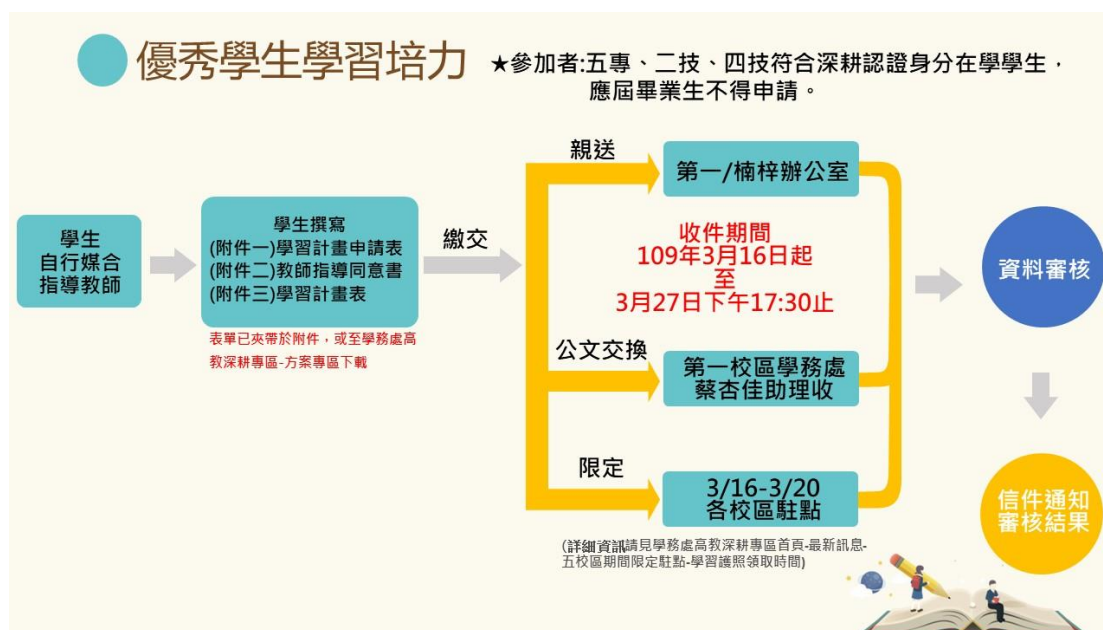 優秀學生學習培力
★參加者:五專、二技、四技符合深耕認證身分在學學生，
應屆畢業生不得申請。
學生
自行媒合
指導教師
學生撰寫
(附件一)學習計畫申請表
(附件二)教師指導同意書
(附件三)學習計畫表
表單已夾帶於附件，或至學務處高
教深耕專區-方案專區下載
繳交
親送
第一/楠梓辦公室
收件期間
109年3月16日起
至
3月27日下午17:30止
公文交換
第一校區學務處
蔡杏佳助理收
限定
3/16-3/20
各校區駐點
(詳細資訊請見學務處高教深耕專區首頁-最新訊息-
五校區期間限定駐點-學習護照領取時間)
資料審核
信件通知
審核結果